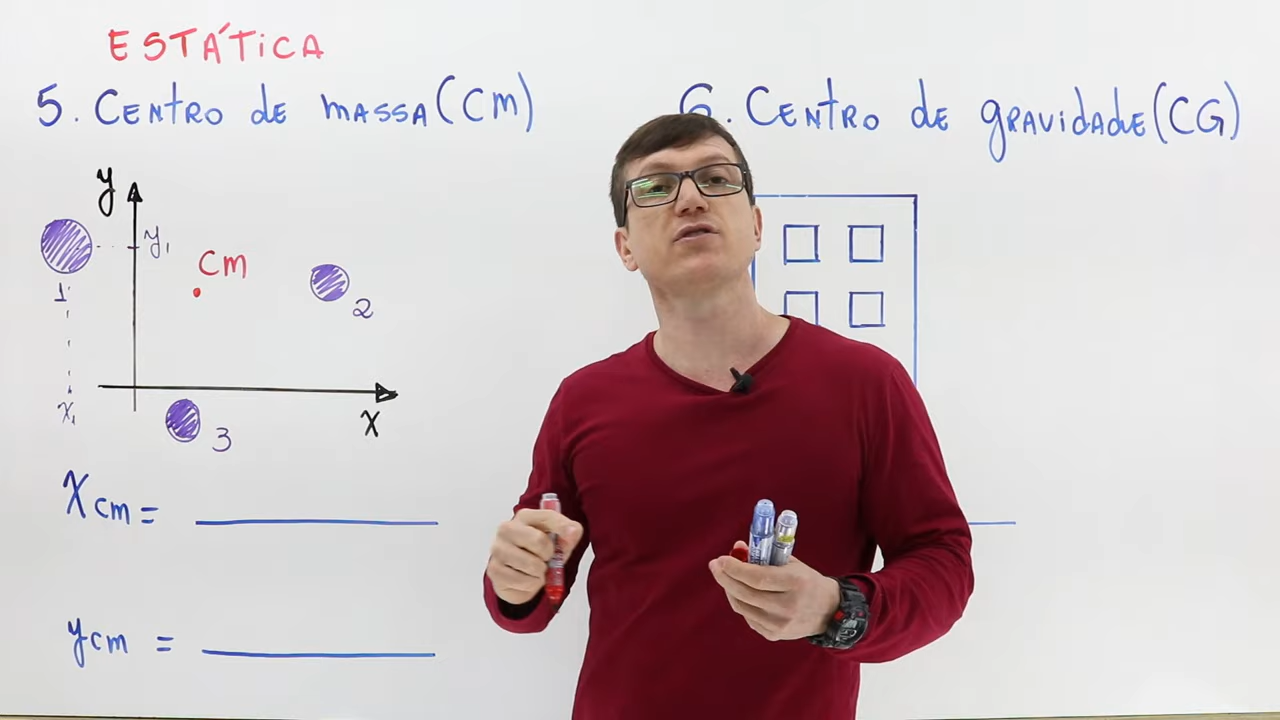 ESTÁTICA
5. CENTRO DE MASSA (CM)
6. CENTRO DE GRAVIDADE (CG)
y
y₁
CM
1
2
x₁
x
3
XCM =
yCM =